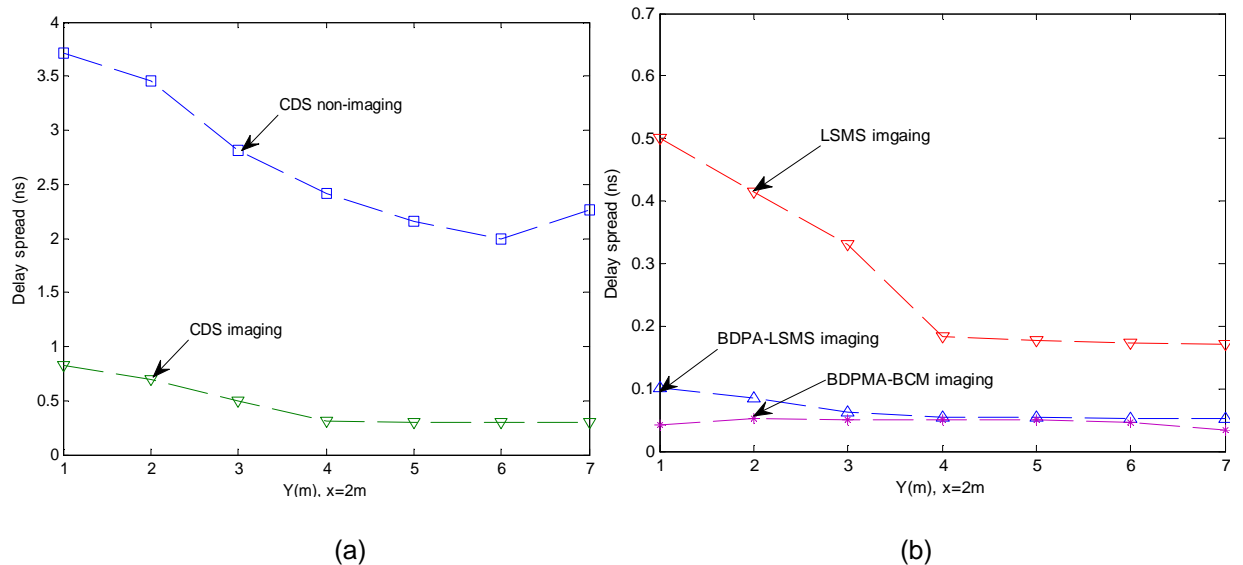 4
3.5
3
2.5
2
1.5
1
0.5
0
Delay spread (ns)
CDS non-imaging
CDS imaging
1 2 3 4 5 6 7
Y(m), x=2m
(a)
0.7
0.6
0.5
0.4
0.3
0.2
0.1
0
Delay spread (ns)
LSMS imgaing
BDPA-LSMS imaging
BDPMA-BCM imaging
1 2 3 4 5 6 7
Y(m), x=2m
(b)